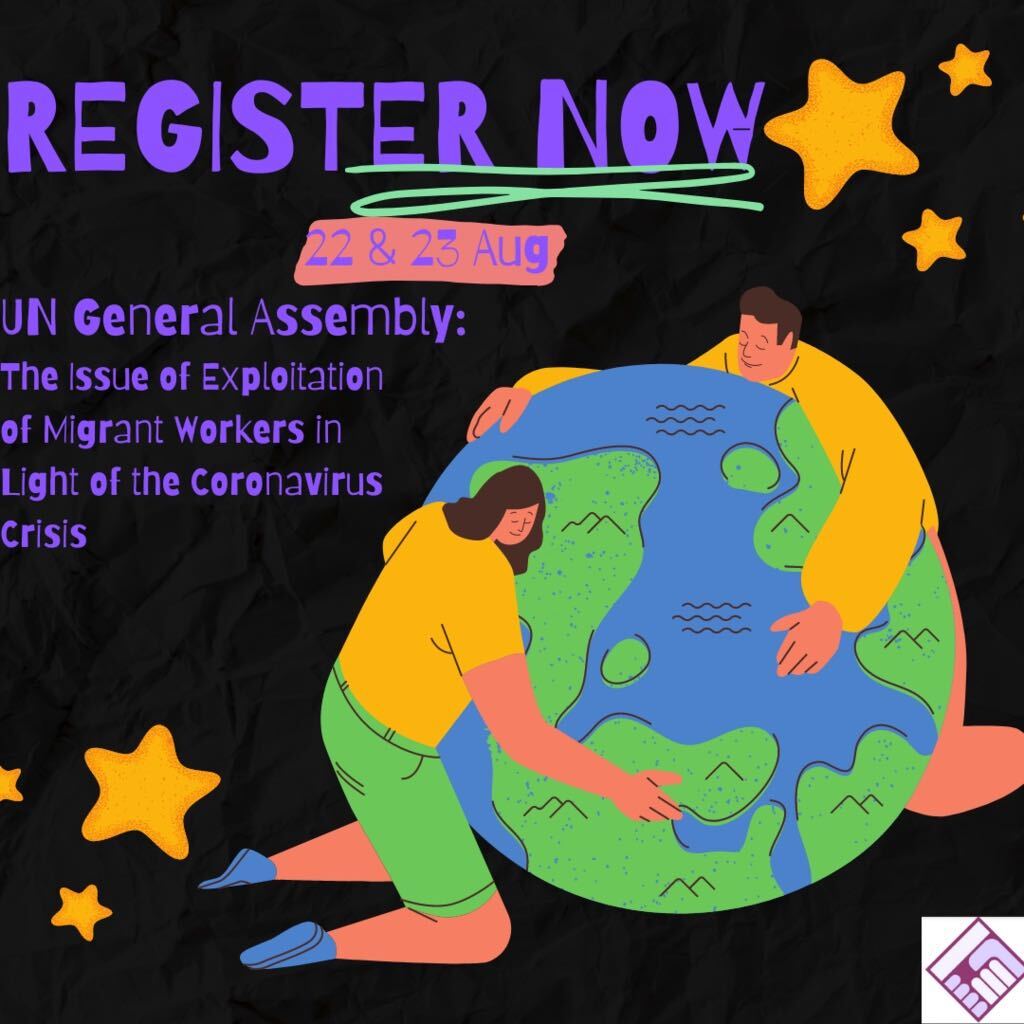 REGISTER NOW
22 & 23 Aug
UN General Assembly:
The Issue of Exploitation
of Migrant Workers in
Light of the Coronavirus
Crisis